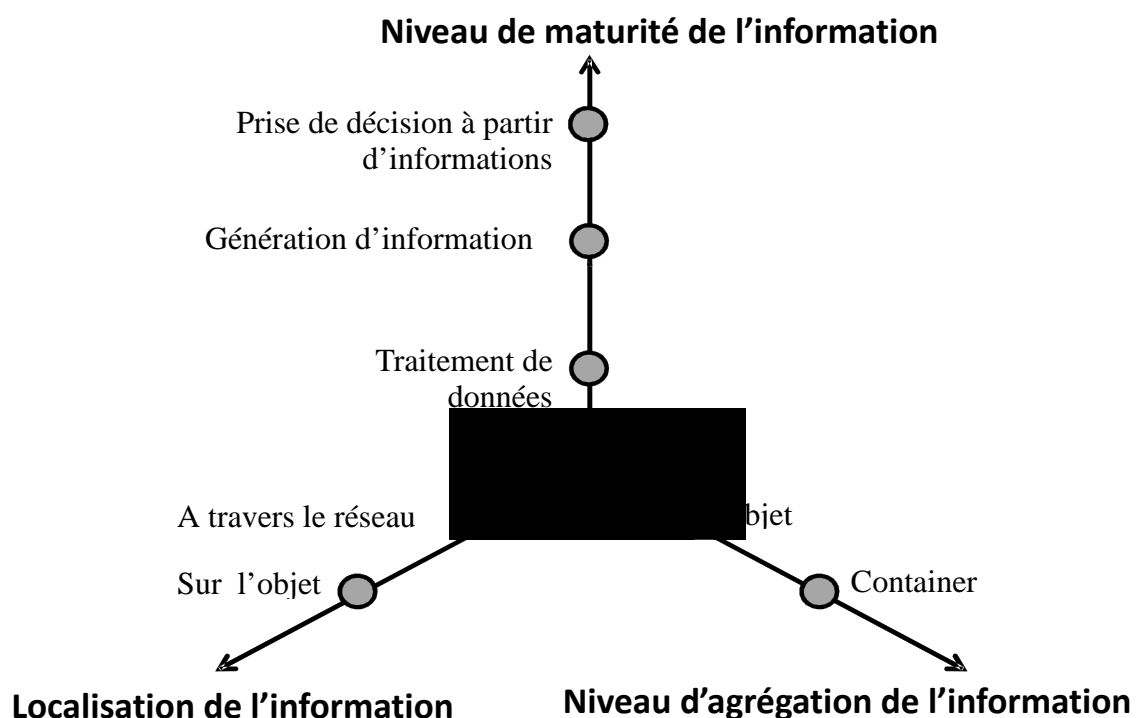 Niveau de maturité de l’information
Prise de décision à partir
d’informations
Génération d’information
Traitement de
données
A travers le réseau
Sur l’objet
Container
Localisation de l’information
Niveau d’agrégation de l’information